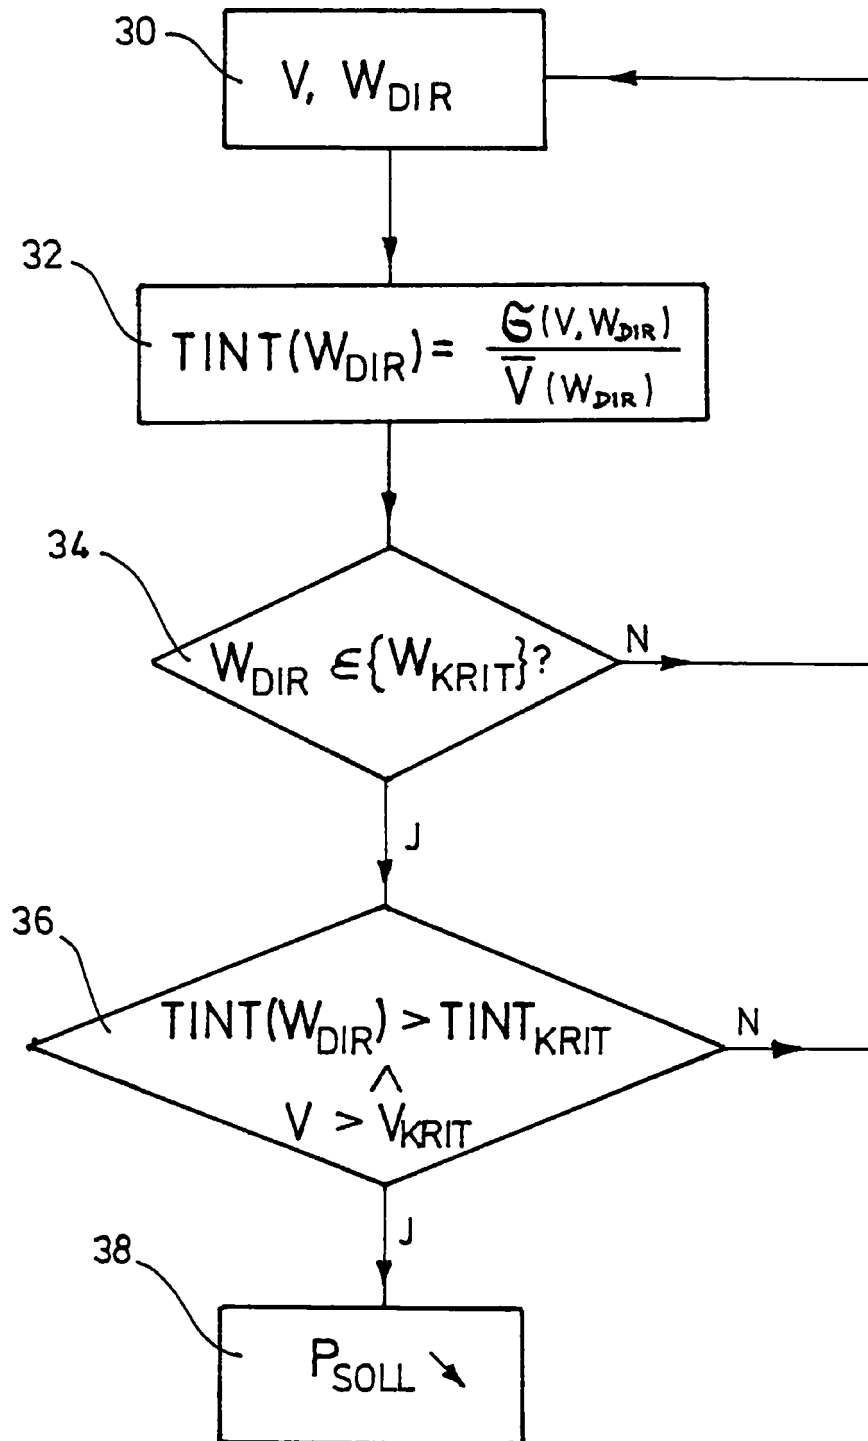 30
V, W_DIR
32
TINT(W_DIR) = σ(V, W_DIR) / V̅(W_DIR)
34
W_DIR ∈ {W_KRIT}?
N
J
36
TINT(W_DIR) > TINT_KRIT
∧
V > V_KRIT
N
J
38
P_SOLL ↘